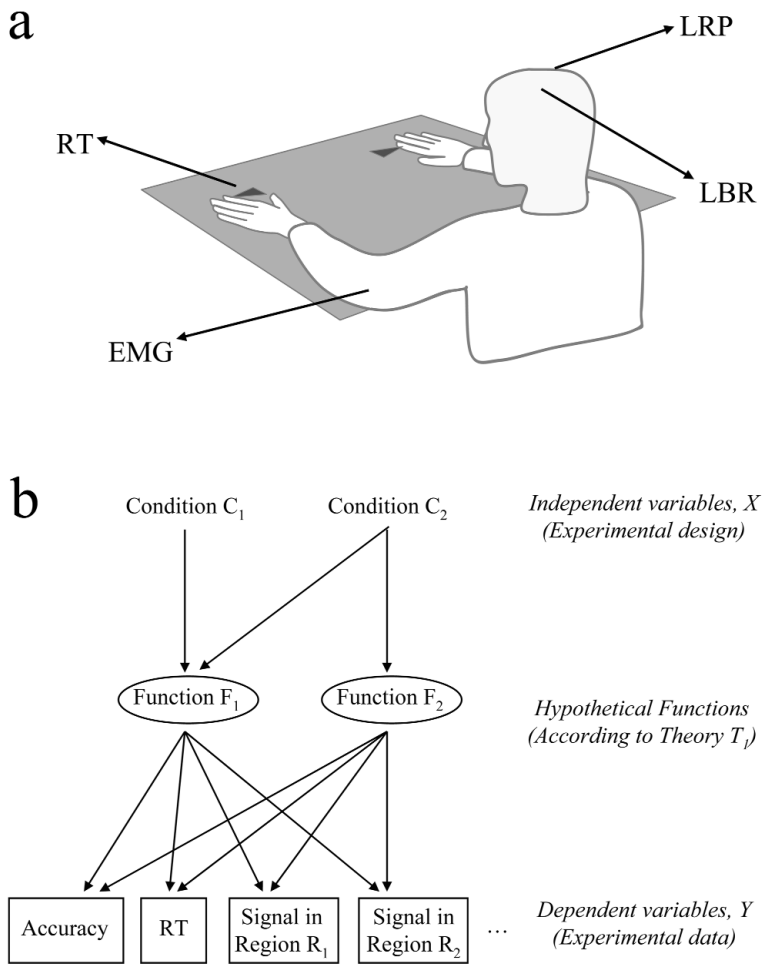 a
LRP
RT
LBR
EMG
b
Condition C₁
Condition C₂
Independent variables, X
(Experimental design)
Function F₁
Function F₂
Hypothetical Functions
(According to Theory T₁)
Accuracy
RT
Signal in
Region R₁
Signal in
Region R₂
...
Dependent variables, Y
(Experimental data)